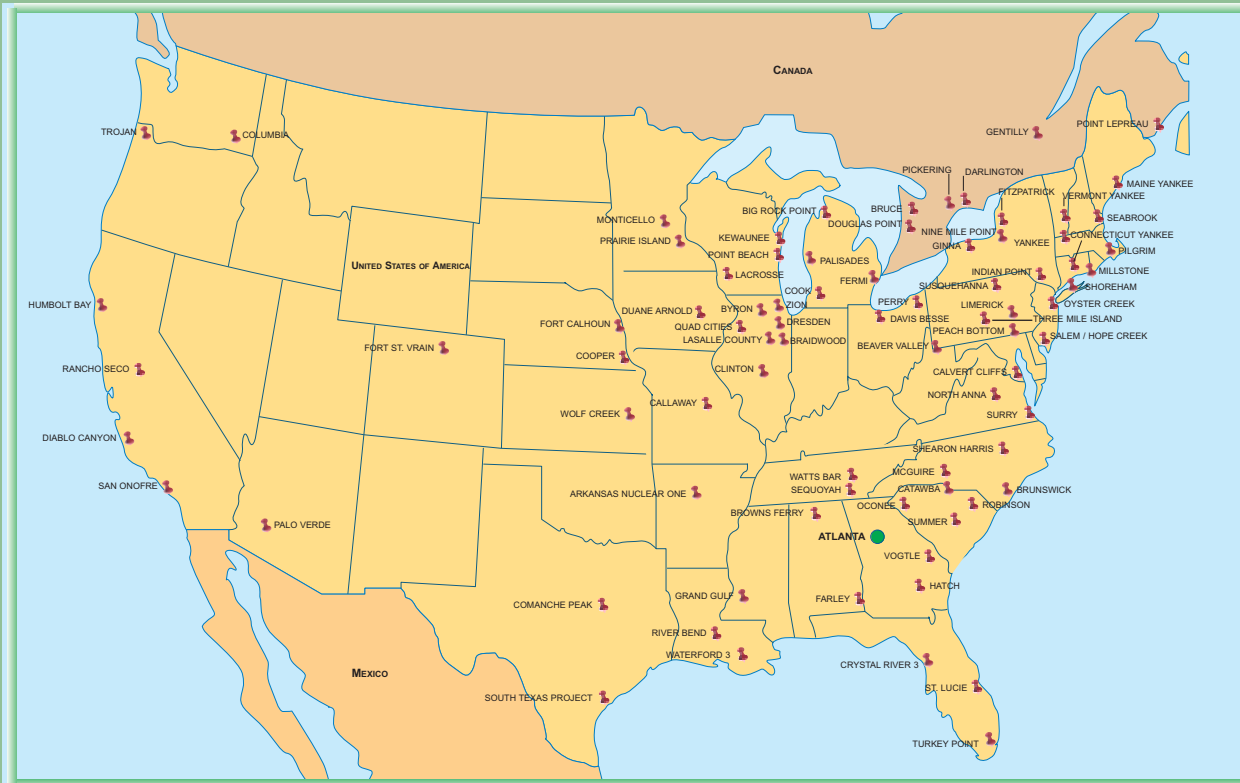 CANADA
TROJAN
COLUMBIA
GENTILLY
POINT LEPREAU
PICKERING
DARLINGTON
MAINE YANKEE
FITZPATRICK
VERMONT YANKEE
BIG ROCK POINT
BRUCE
SEABROOK
MONTICELLO
DOUGLAS POINT
NINE MILE POINT
CONNECTICUT YANKEE
PRAIRIE ISLAND
KEWAUNEE
GINNA
YANKEE
PILGRIM
POINT BEACH
PALISADES
UNITED STATES OF AMERICA
LACROSSE
FERMI
INDIAN POINT
MILLSTONE
SUSQUEHANNA
SHOREHAM
COOK
HUMBOLT BAY
ZION
PERRY
LIMERICK
OYSTER CREEK
DUANE ARNOLD
BYRON
FORT CALHOUN
QUAD CITIES
DRESDEN
DAVIS BESSE
THREE MILE ISLAND
PEACH BOTTOM
LASALLE COUNTY
BRAIDWOOD
SALEM / HOPE CREEK
FORT ST. VRAIN
BEAVER VALLEY
COOPER
RANCHO SECO
CLINTON
CALVERT CLIFFS
NORTH ANNA
CALLAWAY
WOLF CREEK
SURRY
DIABLO CANYON
SHEARON HARRIS
WATTS BAR
MCGUIRE
SAN ONOFRE
SEQUOYAH
CATAWBA
BRUNSWICK
ARKANSAS NUCLEAR ONE
OCONEE
ROBINSON
BROWNS FERRY
SUMMER
PALO VERDE
ATLANTA
VOGTLE
HATCH
GRAND GULF
FARLEY
COMANCHE PEAK
RIVER BEND
WATERFORD 3
CRYSTAL RIVER 3
MEXICO
ST. LUCIE
SOUTH TEXAS PROJECT
TURKEY POINT